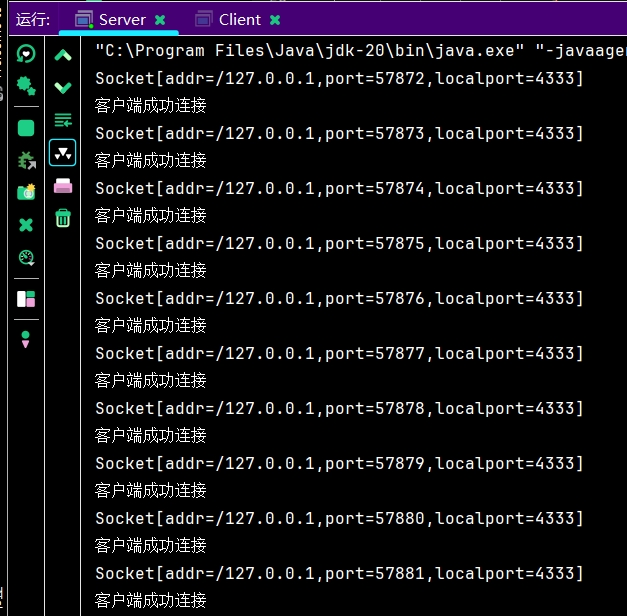 运行: Server Client
"C:\Program Files\Java\jdk-20\bin\java.exe" "-javaagen
Socket[addr=/127.0.0.1,port=57872,localport=4333]
客户端成功连接
Socket[addr=/127.0.0.1,port=57873,localport=4333]
客户端成功连接
Socket[addr=/127.0.0.1,port=57874,localport=4333]
客户端成功连接
Socket[addr=/127.0.0.1,port=57875,localport=4333]
客户端成功连接
Socket[addr=/127.0.0.1,port=57876,localport=4333]
客户端成功连接
Socket[addr=/127.0.0.1,port=57877,localport=4333]
客户端成功连接
Socket[addr=/127.0.0.1,port=57878,localport=4333]
客户端成功连接
Socket[addr=/127.0.0.1,port=57879,localport=4333]
客户端成功连接
Socket[addr=/127.0.0.1,port=57880,localport=4333]
客户端成功连接
Socket[addr=/127.0.0.1,port=57881,localport=4333]
客户端成功连接